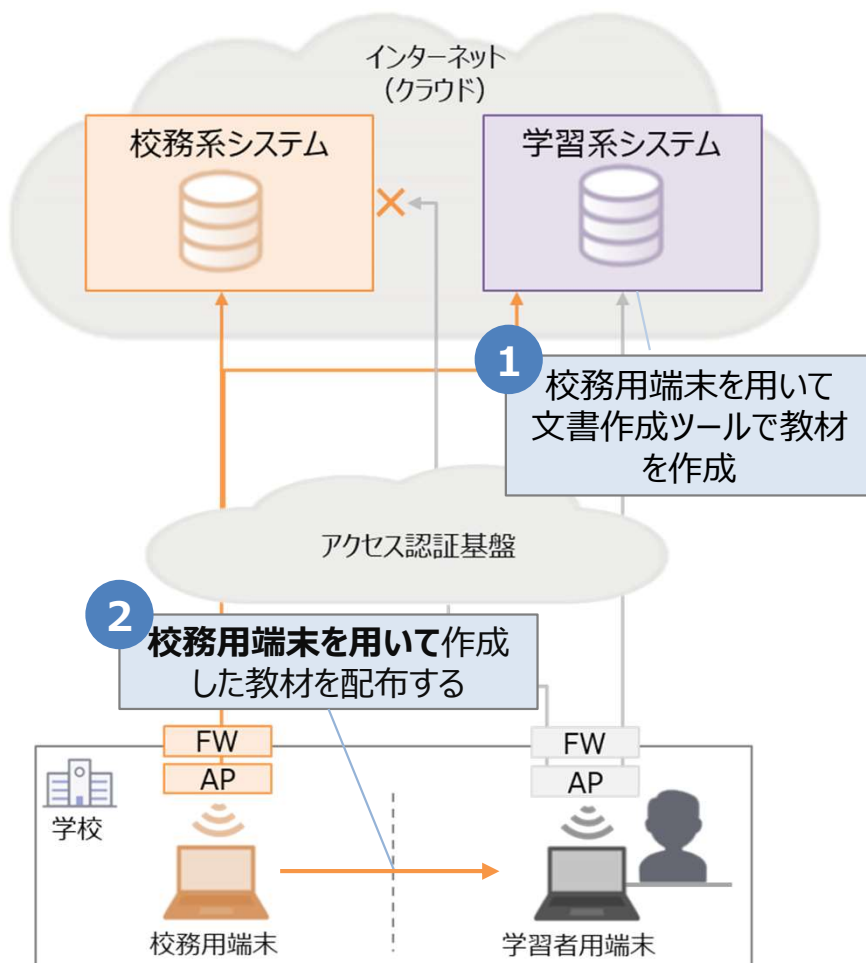 インターネット
(クラウド)
校務系システム
学習系システム
1
校務用端末を用いて
文書作成ツールで教材
を作成
アクセス認証基盤
2
校務用端末を用いて作成
した教材を配布する
FW
AP
FW
AP
学校
校務用端末
学習者用端末